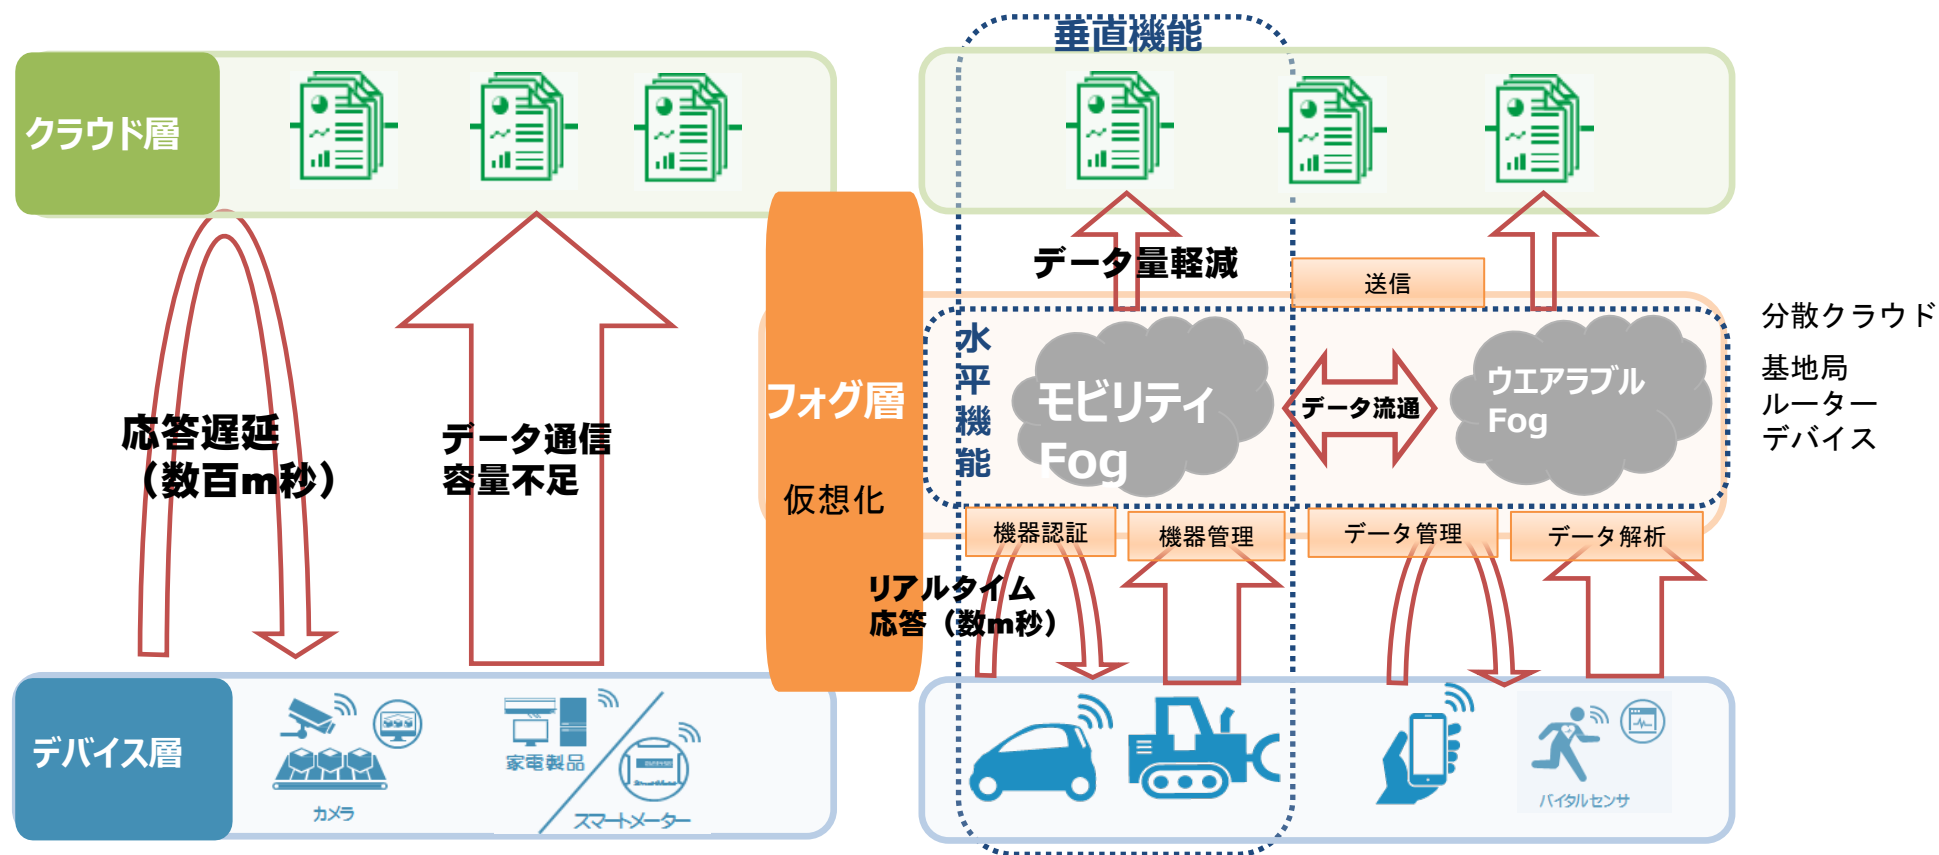 垂直機能
クラウド層
データ量軽減
送信
水平機能
分散クラウド
基地局
ルーター
デバイス
モビリティ
Fog
データ流通
ウエアラブル
Fog
フォグ層
仮想化
応答遅延
（数百m秒）
データ通信
容量不足
機器認証
機器管理
データ管理
データ解析
リアルタイム
応答（数m秒）
デバイス層
カメラ
家電製品
スマートメーター
バイタルセンサ